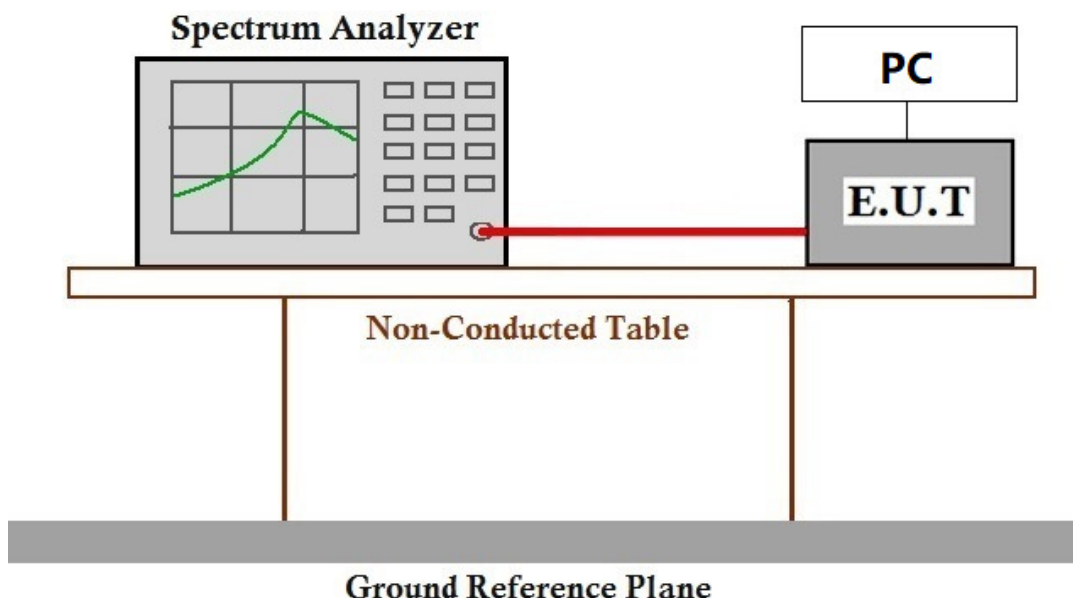 Spectrum Analyzer
PC
E.U.T
Non-Conducted Table
Ground Reference Plane